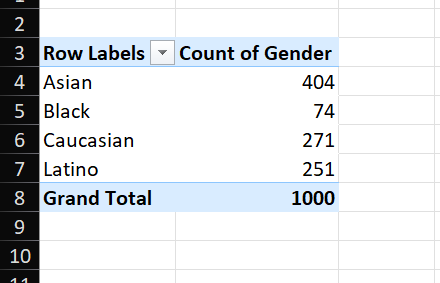 2
3 Row Labels Count of Gender
4 Asian 404
5 Black 74
6 Caucasian 271
7 Latino 251
8 Grand Total 1000
9
10